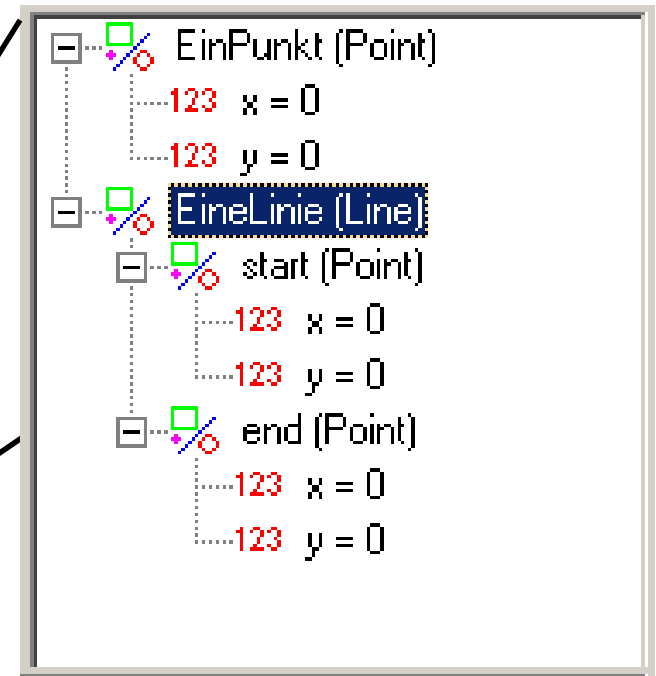 EinPunkt (Point)
123 x = 0
123 y = 0
EineLinie (Line)
start (Point)
123 x = 0
123 y = 0
end (Point)
123 x = 0
123 y = 0